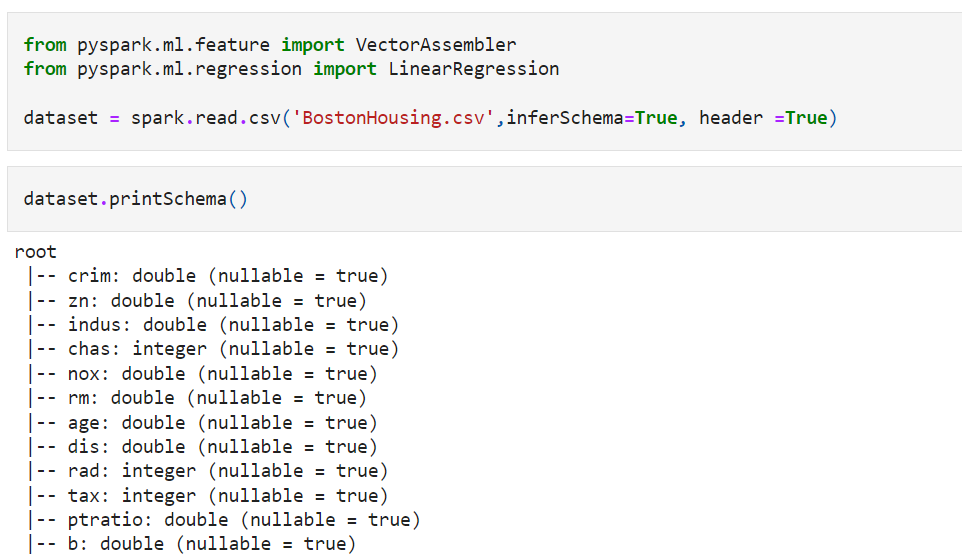 from pyspark.ml.feature import VectorAssembler
from pyspark.ml.regression import LinearRegression
dataset = spark.read.csv('BostonHousing.csv',inferSchema=True, header =True)
dataset.printSchema()
root
|-- crim: double (nullable = true)
|-- zn: double (nullable = true)
|-- indus: double (nullable = true)
|-- chas: integer (nullable = true)
|-- nox: double (nullable = true)
|-- rm: double (nullable = true)
|-- age: double (nullable = true)
|-- dis: double (nullable = true)
|-- rad: integer (nullable = true)
|-- tax: integer (nullable = true)
|-- ptratio: double (nullable = true)
|-- b: double (nullable = true)